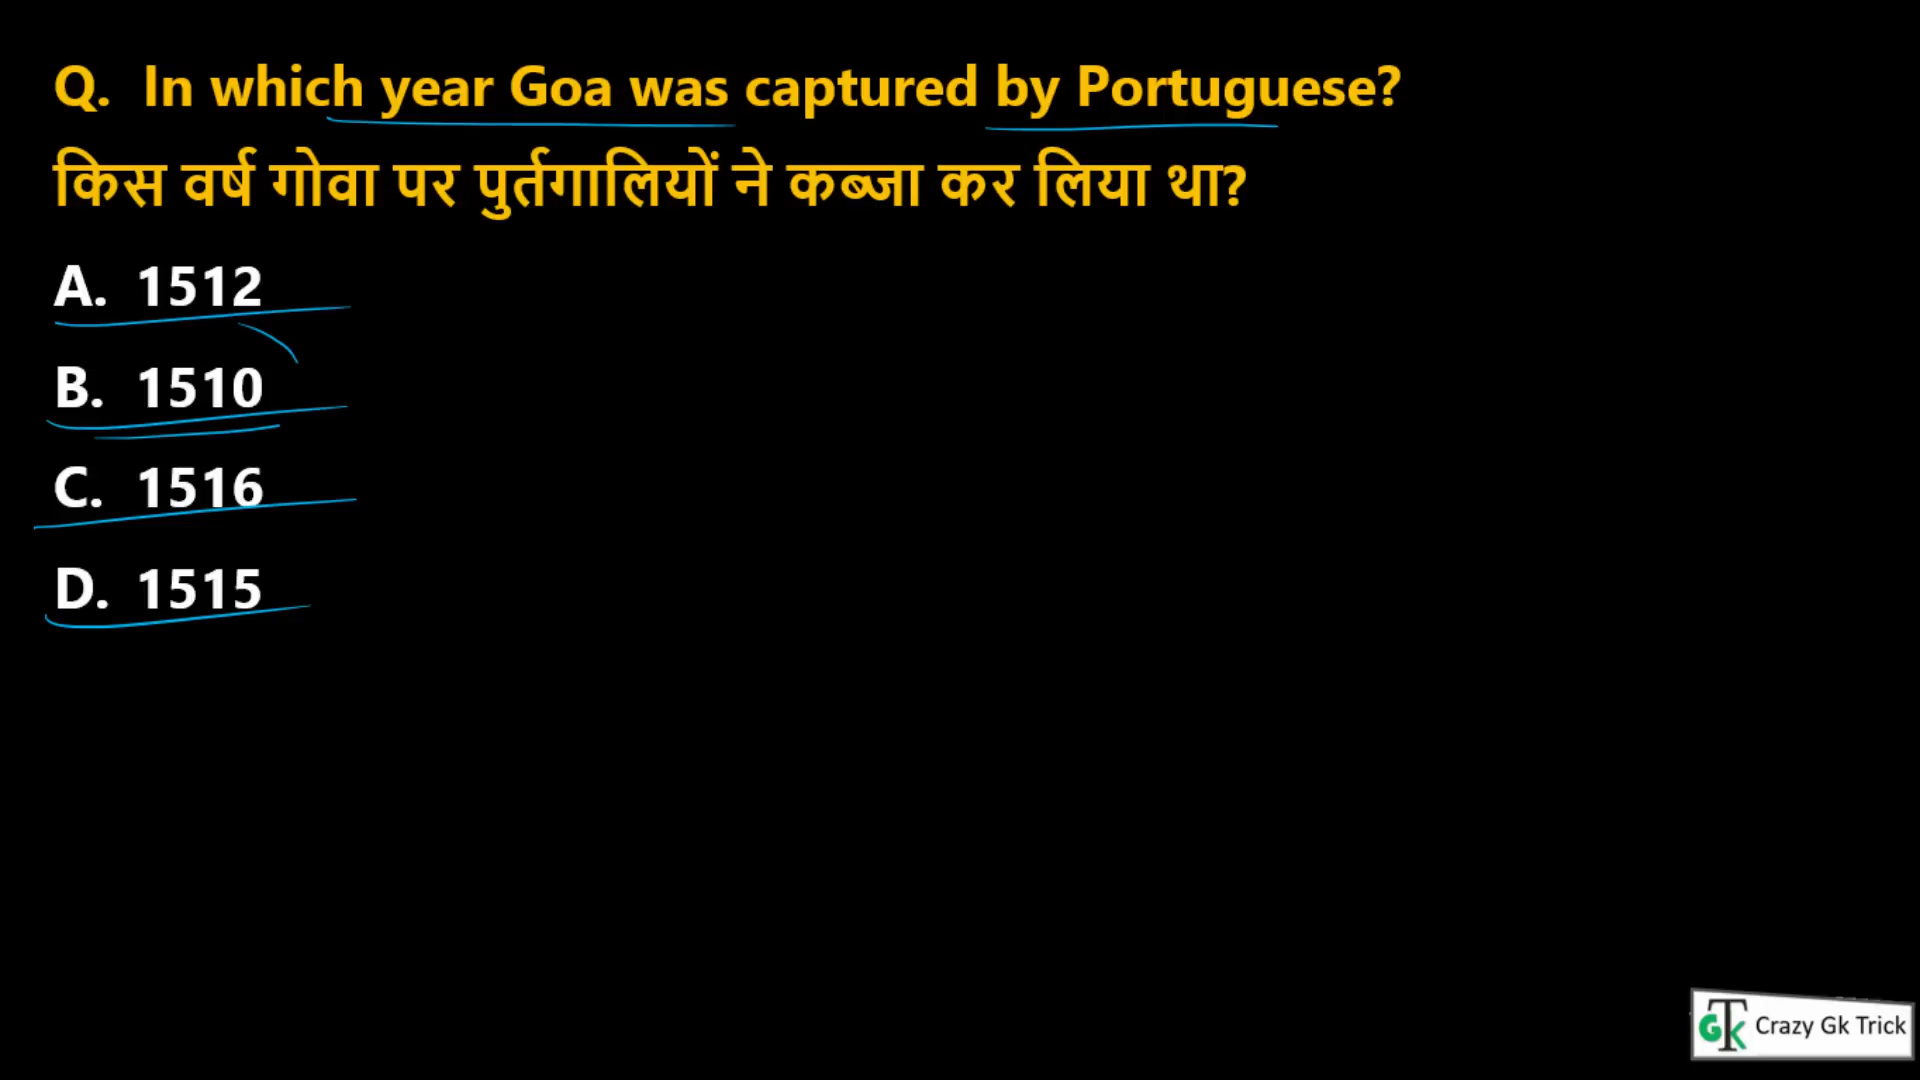 Q. In which year Goa was captured by Portuguese?
किस वर्ष गोवा पर पुर्तगालियों ने कब्जा कर लिया था?
A. 1512
B. 1510
C. 1516
D. 1515
GTK Crazy Gk Trick